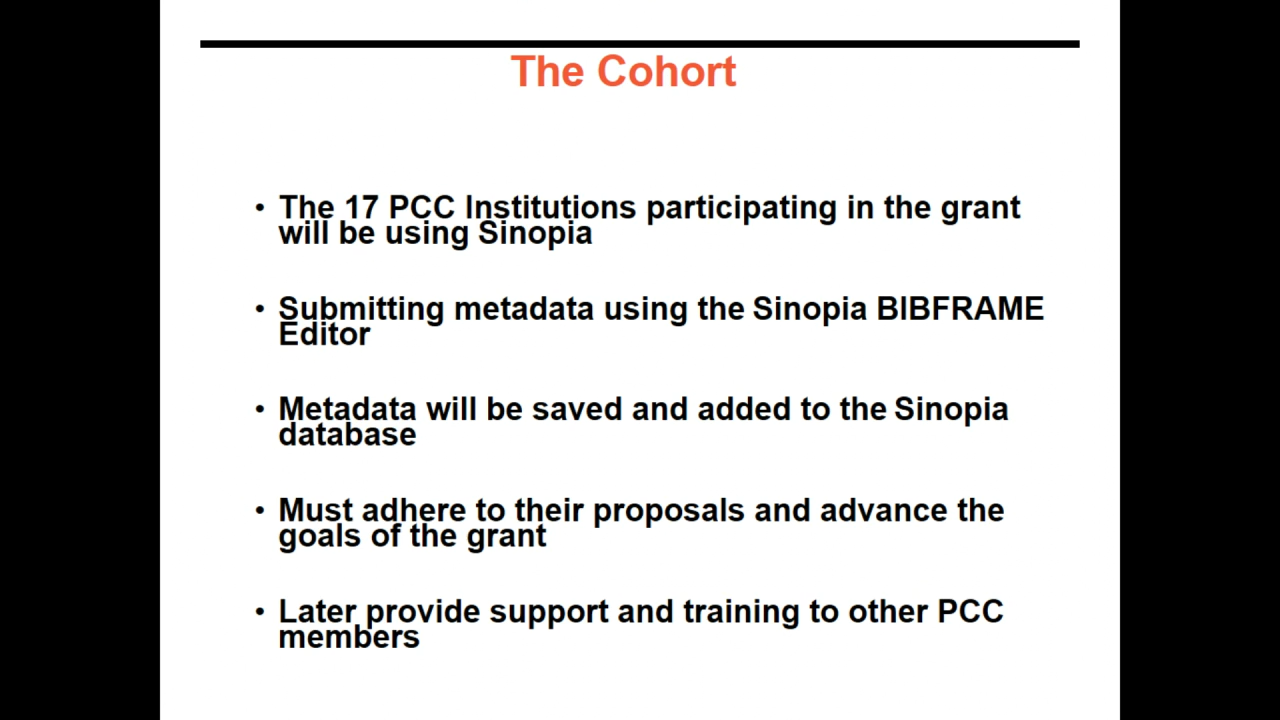 The Cohort
• The 17 PCC Institutions participating in the grant
will be using Sinopia
• Submitting metadata using the Sinopia BIBFRAME
Editor
• Metadata will be saved and added to the Sinopia
database
• Must adhere to their proposals and advance the
goals of the grant
• Later provide support and training to other PCC
members